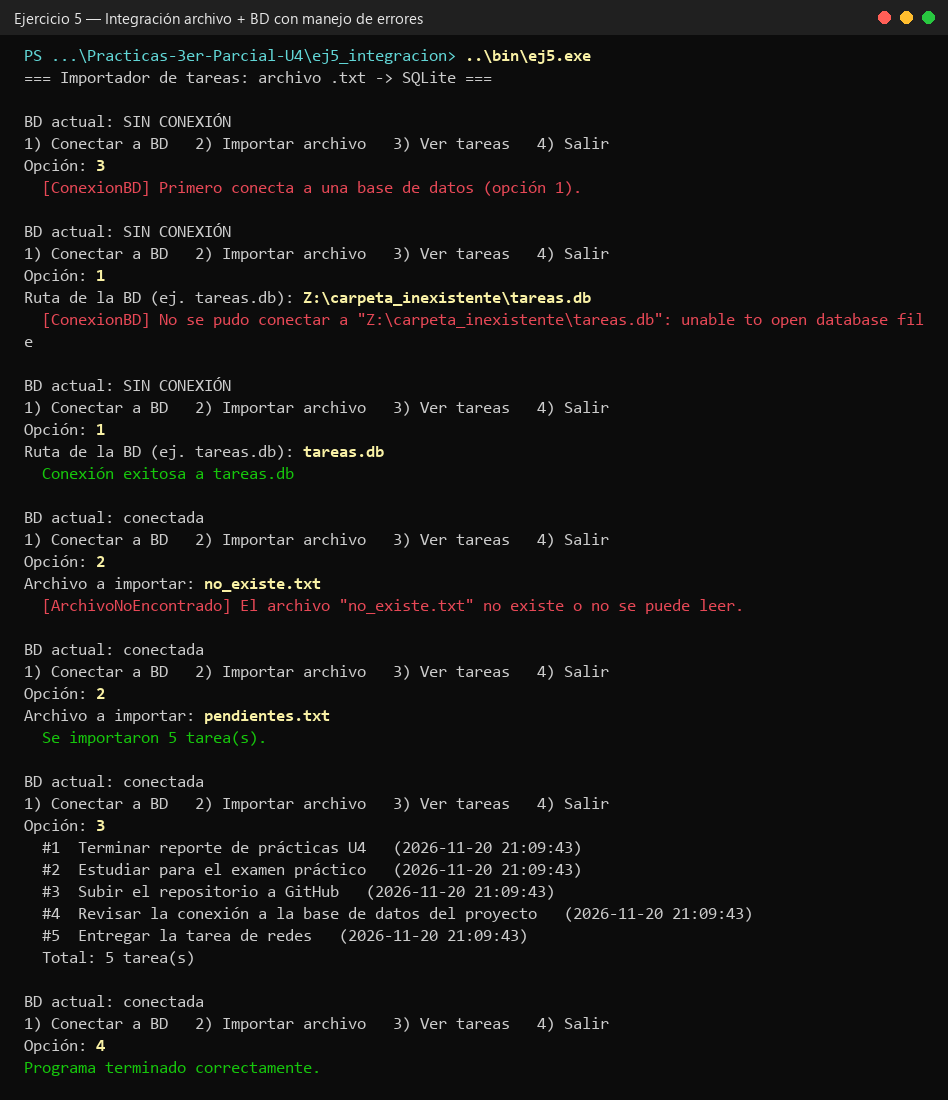 Ejercicio 5 — Integración archivo + BD con manejo de errores
PS ...\Practicas-3er-Parcial-U4\ej5_integracion> ..\bin\ej5.exe
=== Importador de tareas: archivo .txt -> SQLite ===
BD actual: SIN CONEXIÓN
1) Conectar a BD   2) Importar archivo   3) Ver tareas   4) Salir
Opción: 3
[ConexionBD] Primero conecta a una base de datos (opción 1).
BD actual: SIN CONEXIÓN
1) Conectar a BD   2) Importar archivo   3) Ver tareas   4) Salir
Opción: 1
Ruta de la BD (ej. tareas.db): Z:\carpeta_inexistente\tareas.db
[ConexionBD] No se pudo conectar a "Z:\carpeta_inexistente\tareas.db": unable to open database fil
e
BD actual: SIN CONEXIÓN
1) Conectar a BD   2) Importar archivo   3) Ver tareas   4) Salir
Opción: 1
Ruta de la BD (ej. tareas.db): tareas.db
Conexión exitosa a tareas.db
BD actual: conectada
1) Conectar a BD   2) Importar archivo   3) Ver tareas   4) Salir
Opción: 2
Archivo a importar: no_existe.txt
[ArchivoNoEncontrado] El archivo "no_existe.txt" no existe o no se puede leer.
BD actual: conectada
1) Conectar a BD   2) Importar archivo   3) Ver tareas   4) Salir
Opción: 2
Archivo a importar: pendientes.txt
Se importaron 5 tarea(s).
BD actual: conectada
1) Conectar a BD   2) Importar archivo   3) Ver tareas   4) Salir
Opción: 3
#1  Terminar reporte de prácticas U4   (2026-11-20 21:09:43)
#2  Estudiar para el examen práctico   (2026-11-20 21:09:43)
#3  Subir el repositorio a GitHub   (2026-11-20 21:09:43)
#4  Revisar la conexión a la base de datos del proyecto   (2026-11-20 21:09:43)
#5  Entregar la tarea de redes   (2026-11-20 21:09:43)
Total: 5 tarea(s)
BD actual: conectada
1) Conectar a BD   2) Importar archivo   3) Ver tareas   4) Salir
Opción: 4
Programa terminado correctamente.